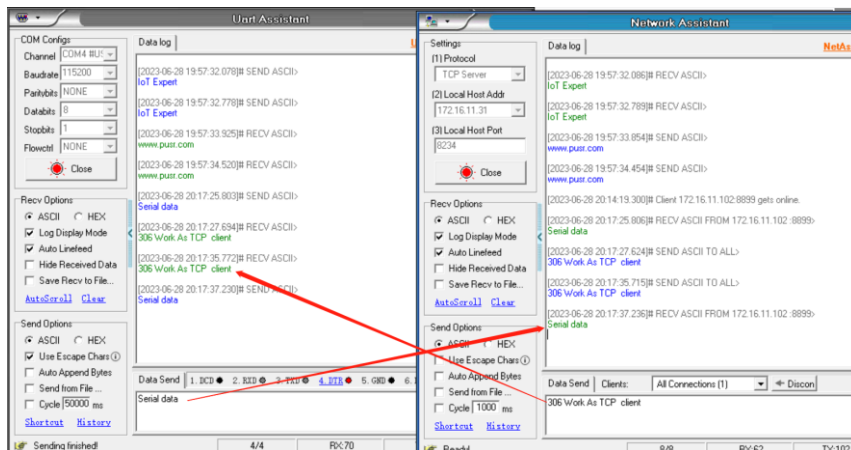 Uart Assistant
COM Configs
Channel COM4 #US
Baudrate 115200
Paritybits NONE
Databits 8
Stopbits 1
Flowctrl NONE
Close
Recv Options
ASCII HEX
Log Display Mode
Auto Linefeed
Hide Received Data
Save Recv to File...
AutoScroll Clear
Send Options
ASCII HEX
Use Escape Chars
Auto Append Bytes
Send from File ...
Cycle 50000 ms
Shortcut History
Data log
[2023-06-28 19:57:32.078]# SEND ASCII>
IoT Expert
[2023-06-28 19:57:32.778]# SEND ASCII>
IoT Expert
[2023-06-28 19:57:33.925]# RECV ASCII>
www.pusr.com
[2023-06-28 19:57:34.520]# RECV ASCII>
www.pusr.com
[2023-06-28 20:17:25.803]# SEND ASCII>
Serial data
[2023-06-28 20:17:27.694]# RECV ASCII>
306 Work As TCP client
[2023-06-28 20:17:35.772]# RECV ASCII>
306 Work As TCP client
[2023-06-28 20:17:37.230]# SEND ASCII>
Serial data
Data Send 1. DCD 2. RXD 3. TXD 4. DTR 5. GND 6.
Serial data
Sending finished! 4/4 RX:70
Network Assistant
Settings
(1) Protocol
TCP Server
(2) Local Host Addr
172.16.11.31
(3) Local Host Port
8234
Close
Recv Options
ASCII HEX
Log Display Mode
Auto Linefeed
Hide Received Data
Save Recv to File...
AutoScroll Clear
Send Options
ASCII HEX
Use Escape Chars
Auto Append Bytes
Send from File ...
Cycle 1000 ms
Shortcut History
Data log NetAs
[2023-06-28 19:57:32.086]# RECV ASCII>
IoT Expert
[2023-06-28 19:57:32.789]# RECV ASCII>
IoT Expert
[2023-06-28 19:57:33.854]# SEND ASCII>
www.pusr.com
[2023-06-28 19:57:34.454]# SEND ASCII>
www.pusr.com
[2023-06-28 20:14:19.300]# Client 172.16.11.102:8899 gets online.
[2023-06-28 20:17:25.806]# RECV ASCII FROM 172.16.11.102 :8899>
Serial data
[2023-06-28 20:17:27.624]# SEND ASCII TO ALL>
306 Work As TCP client
[2023-06-28 20:17:35.715]# SEND ASCII TO ALL>
306 Work As TCP client
[2023-06-28 20:17:37.236]# RECV ASCII FROM 172.16.11.102 :8899>
Serial data
Data Send Clients: All Connections (1) Discon
306 Work As TCP client
Ready! 8/8 RX:62 TX:102